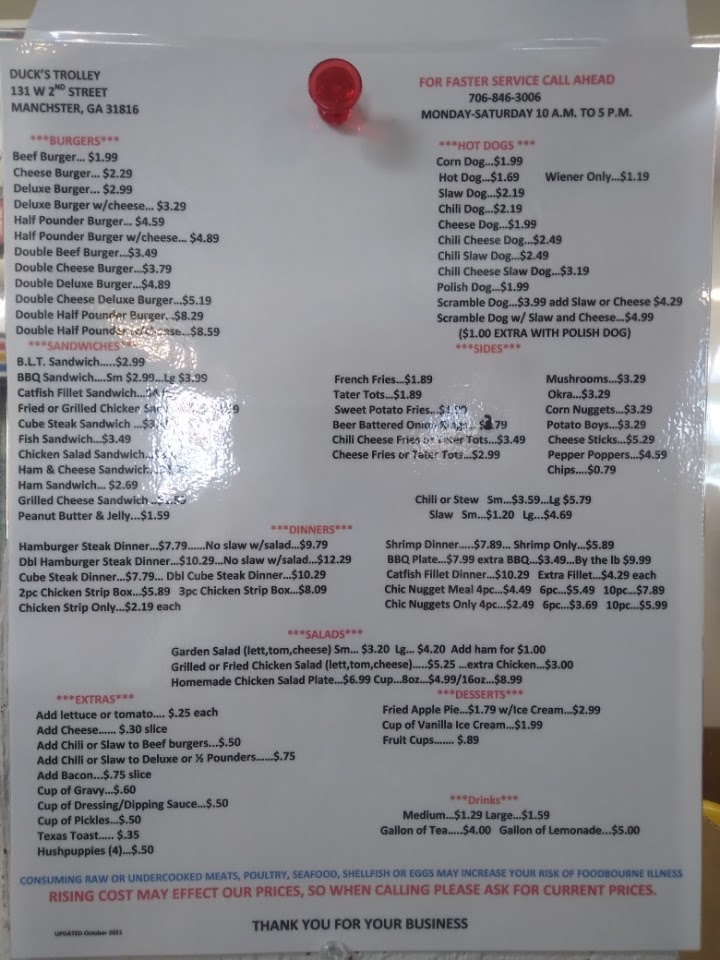 DUCK'S TROLLEY
131 W 2ND STREET
MANCHSTER, GA 31816
FOR FASTER SERVICE CALL AHEAD
706-846-3006
MONDAY-SATURDAY 10 A.M. TO 5 P.M.
***BURGERS***
Beef Burger... $1.99
Cheese Burger... $2.29
Deluxe Burger... $2.99
Deluxe Burger w/cheese... $3.29
Half Pounder Burger... $4.59
Half Pounder Burger w/cheese... $4.89
Double Beef Burger...$3.49
Double Cheese Burger...$3.79
Double Deluxe Burger...$4.89
Double Cheese Deluxe Burger...$5.19
Double Half Pounder Burger...$8.29
Double Half Pounder w/cheese...$8.59
***HOT DOGS ***
Corn Dog...$1.99
Hot Dog...$1.69 Wiener Only...$1.19
Slaw Dog...$2.19
Chili Dog...$2.19
Cheese Dog...$1.99
Chili Cheese Dog...$2.49
Chili Slaw Dog...$2.49
Chili Cheese Slaw Dog...$3.19
Polish Dog...$1.99
Scramble Dog...$3.99 add Slaw or Cheese $4.29
Scramble Dog w/ Slaw and Cheese...$4.99
($1.00 EXTRA WITH POLISH DOG)
***SANDWICHES***
B.L.T. Sandwich.....$2.99
BBQ Sandwich....Sm $2.99...Lg $3.99
Catfish Fillet Sandwich...
Fried or Grilled Chicken
Cube Steak Sandwich
Fish Sandwich...$3.49
Chicken Salad Sandwich...
Ham & Cheese Sandwich
Ham Sandwich... $2.69
Grilled Cheese Sandwich
Peanut Butter & Jelly...$1.59
***SIDES***
French Fries...$1.89
Tater Tots...$1.89
Sweet Potato Fries...
Beer Battered Onion Rings...
Chili Cheese Fries or Tater Tots...$3.49
Cheese Fries or Tater Tots...$2.99
Mushrooms...$3.29
Okra...$3.29
Corn Nuggets...$3.29
Potato Boys...$3.29
Cheese Sticks...$5.29
Pepper Poppers...$4.59
Chips....$0.79
Chili or Stew Sm...$3.59...Lg $5.79
Slaw Sm...$1.20 Lg...$4.69
***DINNERS***
Hamburger Steak Dinner...$7.79......No slaw w/salad...$9.79
Dbl Hamburger Steak Dinner...$10.29...No slaw w/salad...$12.29
Cube Steak Dinner...$7.79... Dbl Cube Steak Dinner...$10.29
2pc Chicken Strip Box...$5.89 3pc Chicken Strip Box...$8.09
Chicken Strip Only...$2.19 each
Shrimp Dinner.....$7.89... Shrimp Only...$5.89
BBQ Plate...$7.99 extra BBQ...$3.49...By the lb $9.99
Catfish Fillet Dinner...$10.29 Extra Fillet...$4.29 each
Chic Nugget Meal 4pc...$4.49 6pc...$5.49 10pc...$7.89
Chic Nuggets Only 4pc...$2.49 6pc...$3.69 10pc...$5.99
***SALADS***
Garden Salad (lett,tom,cheese) Sm... $3.20 Lg... $4.20 Add ham for $1.00
Grilled or Fried Chicken Salad (lett,tom,cheese).....$5.25 ...extra Chicken...$3.00
Homemade Chicken Salad Plate...$6.99 Cup...8oz...$4.99/16oz...$8.99
***EXTRAS***
Add lettuce or tomato.... $.25 each
Add Cheese...... $.30 slice
Add Chili or Slaw to Beef burgers...$.50
Add Chili or Slaw to Deluxe or ½ Pounders......$.75
Add Bacon...$.75 slice
Cup of Gravy...$.60
Cup of Dressing/Dipping Sauce...$.50
Cup of Pickles...$.50
Texas Toast..... $.35
Hushpuppies (4)...$.50
***DESSERTS***
Fried Apple Pie...$1.79 w/Ice Cream...$2.99
Cup of Vanilla Ice Cream...$1.99
Fruit Cups....... $.89
***Drinks***
Medium...$1.29 Large...$1.59
Gallon of Tea.....$4.00 Gallon of Lemonade...$5.00
CONSUMING RAW OR UNDERCOOKED MEATS, POULTRY, SEAFOOD, SHELLFISH OR EGGS MAY INCREASE YOUR RISK OF FOODBOURNE ILLNESS
RISING COST MAY EFFECT OUR PRICES, SO WHEN CALLING PLEASE ASK FOR CURRENT PRICES.
THANK YOU FOR YOUR BUSINESS
UPDATED October 2021